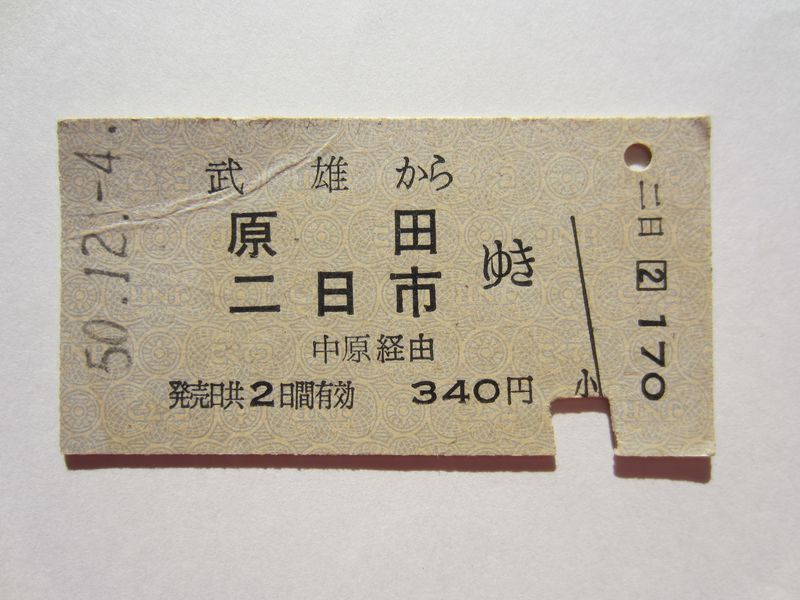 50.12.-4.
武雄から
原田
二日市
ゆき
中原経由
発売日共2日間有効 340円
小
二日 2 170